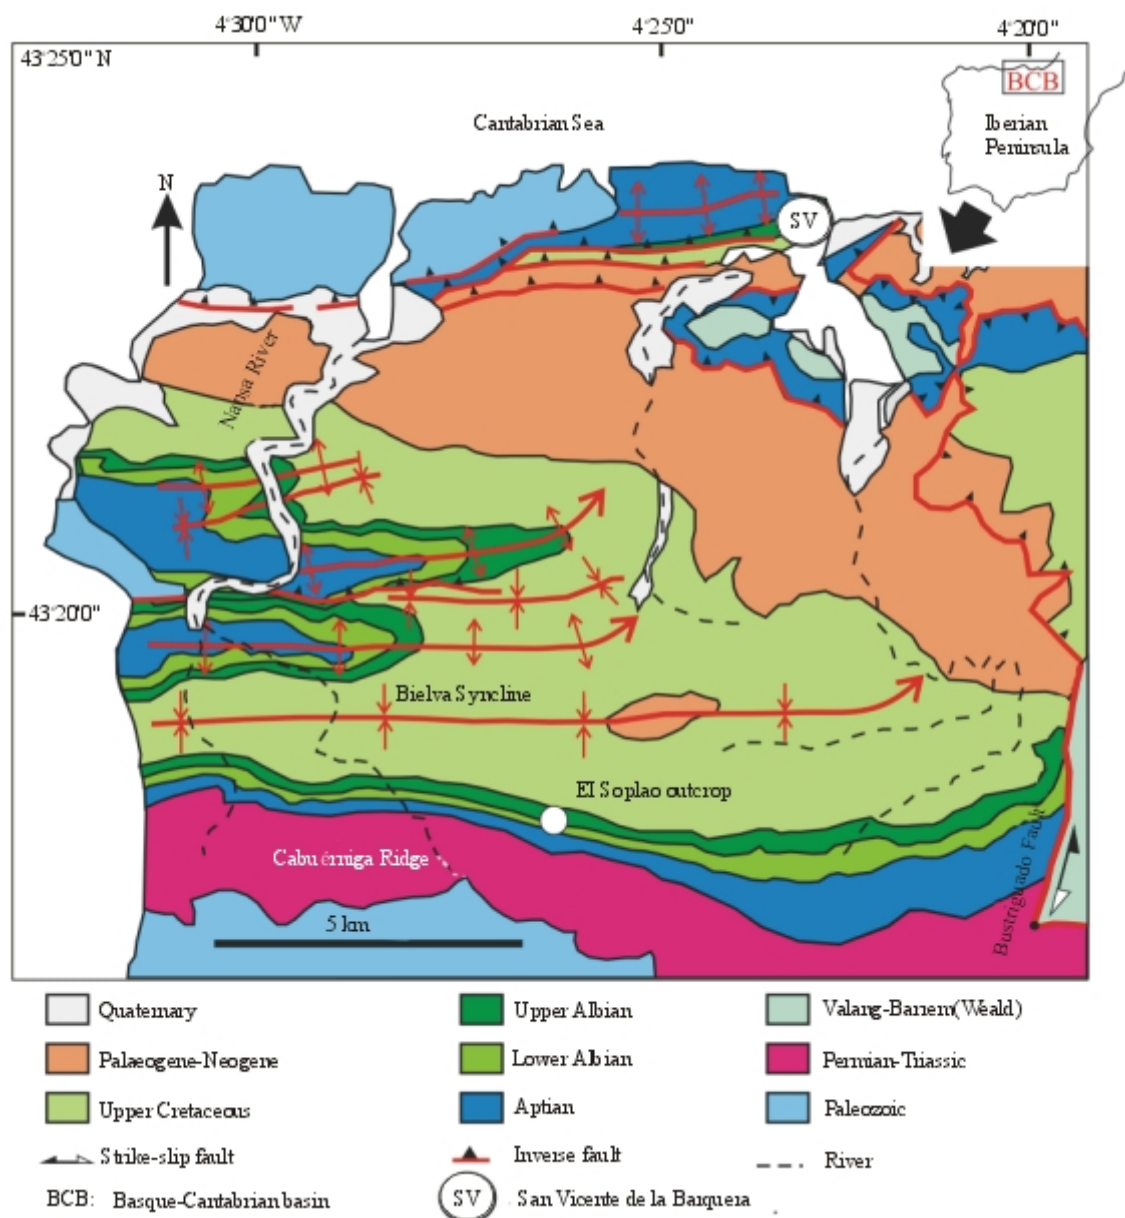 4°30'0" W
4°25'0"
4°20'0"
43°25'0" N
BCB
Cantabrian Sea
Iberian
Peninsula
N
SV
Nansa River
43°20'0"
Bielva Syncline
El Soplao outcrop
Cabuérniga Ridge
Bustriguado Fault
5 km
Quaternary
Upper Albian
Valang-Barrem(Weald)
Palaeogene-Neogene
Lower Albian
Permian-Triassic
Upper Cretaceous
Aptian
Paleozoic
Strike-slip fault
Inverse fault
River
BCB: Basque-Cantabrian basin
SV San Vicente de la Barquera